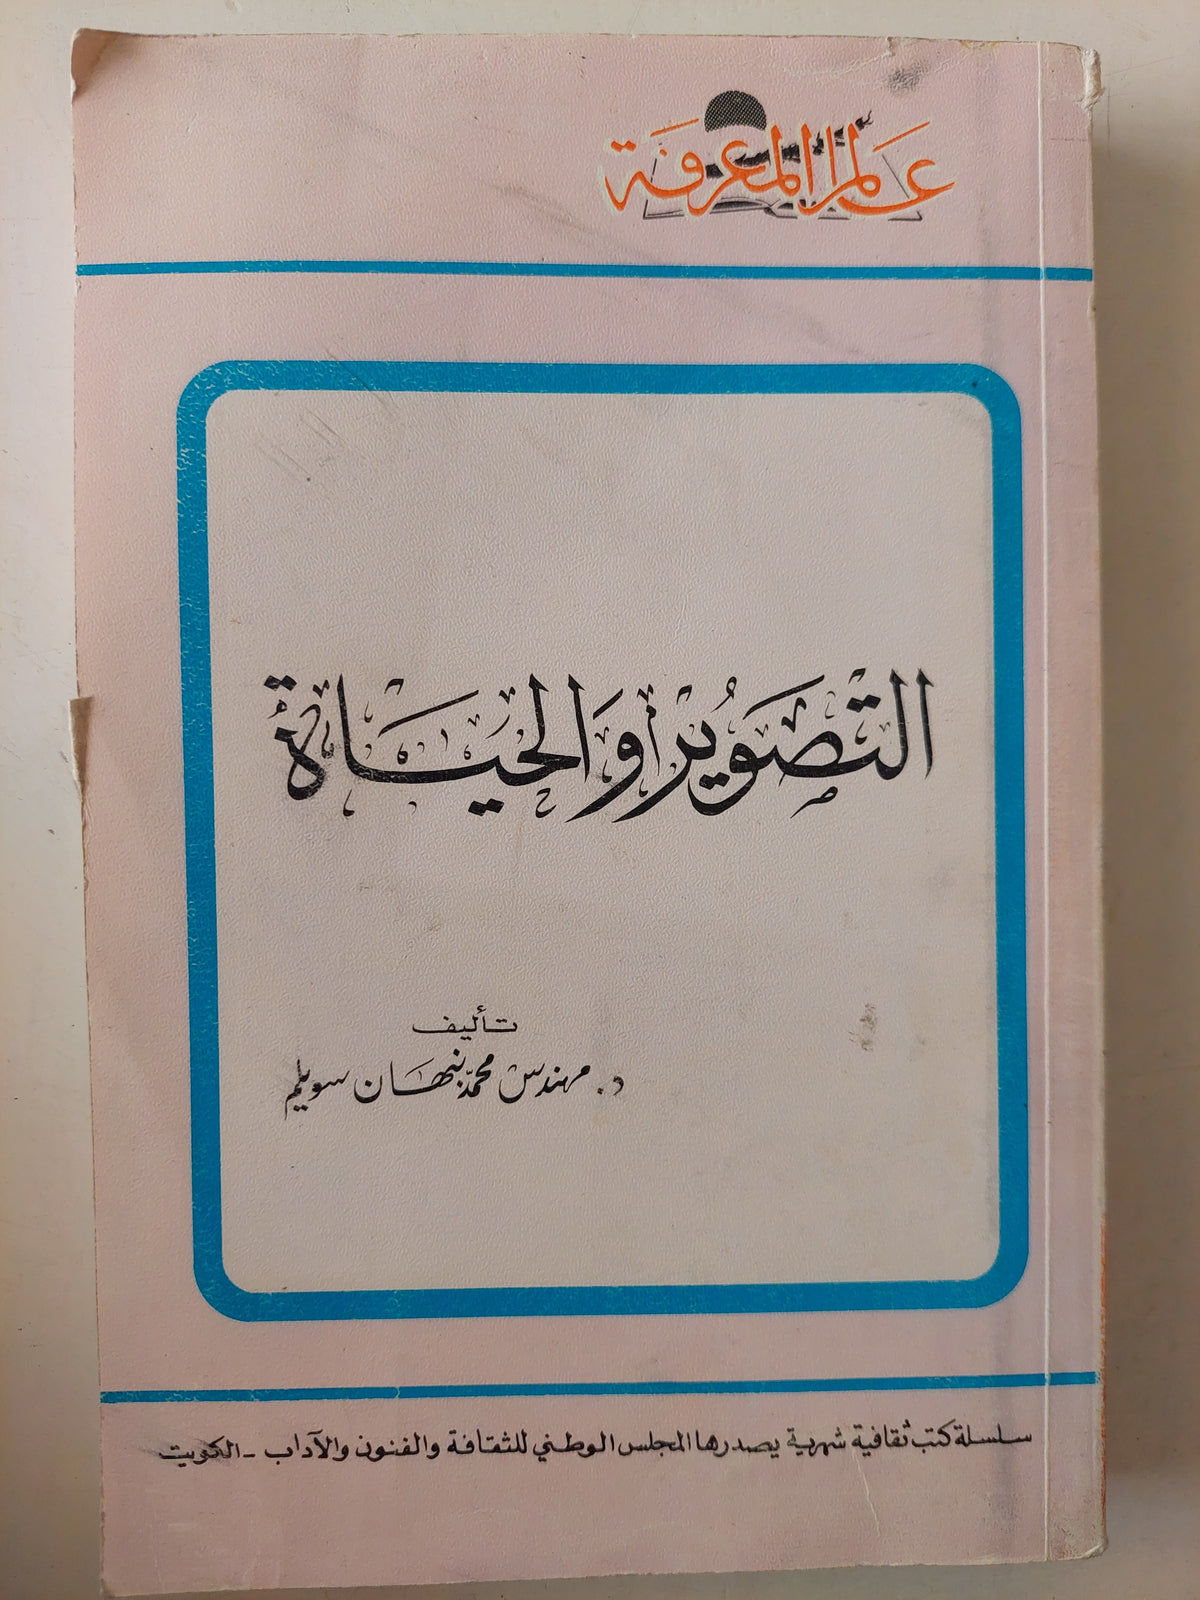 عالم المعرفة
التصوير والحياة
تأليف
د. مهندس محمد نبهان سويلم
سلسلة كتب ثقافية شهرية يصدرها المجلس الوطني للثقافة والفنون والآداب - الكويت